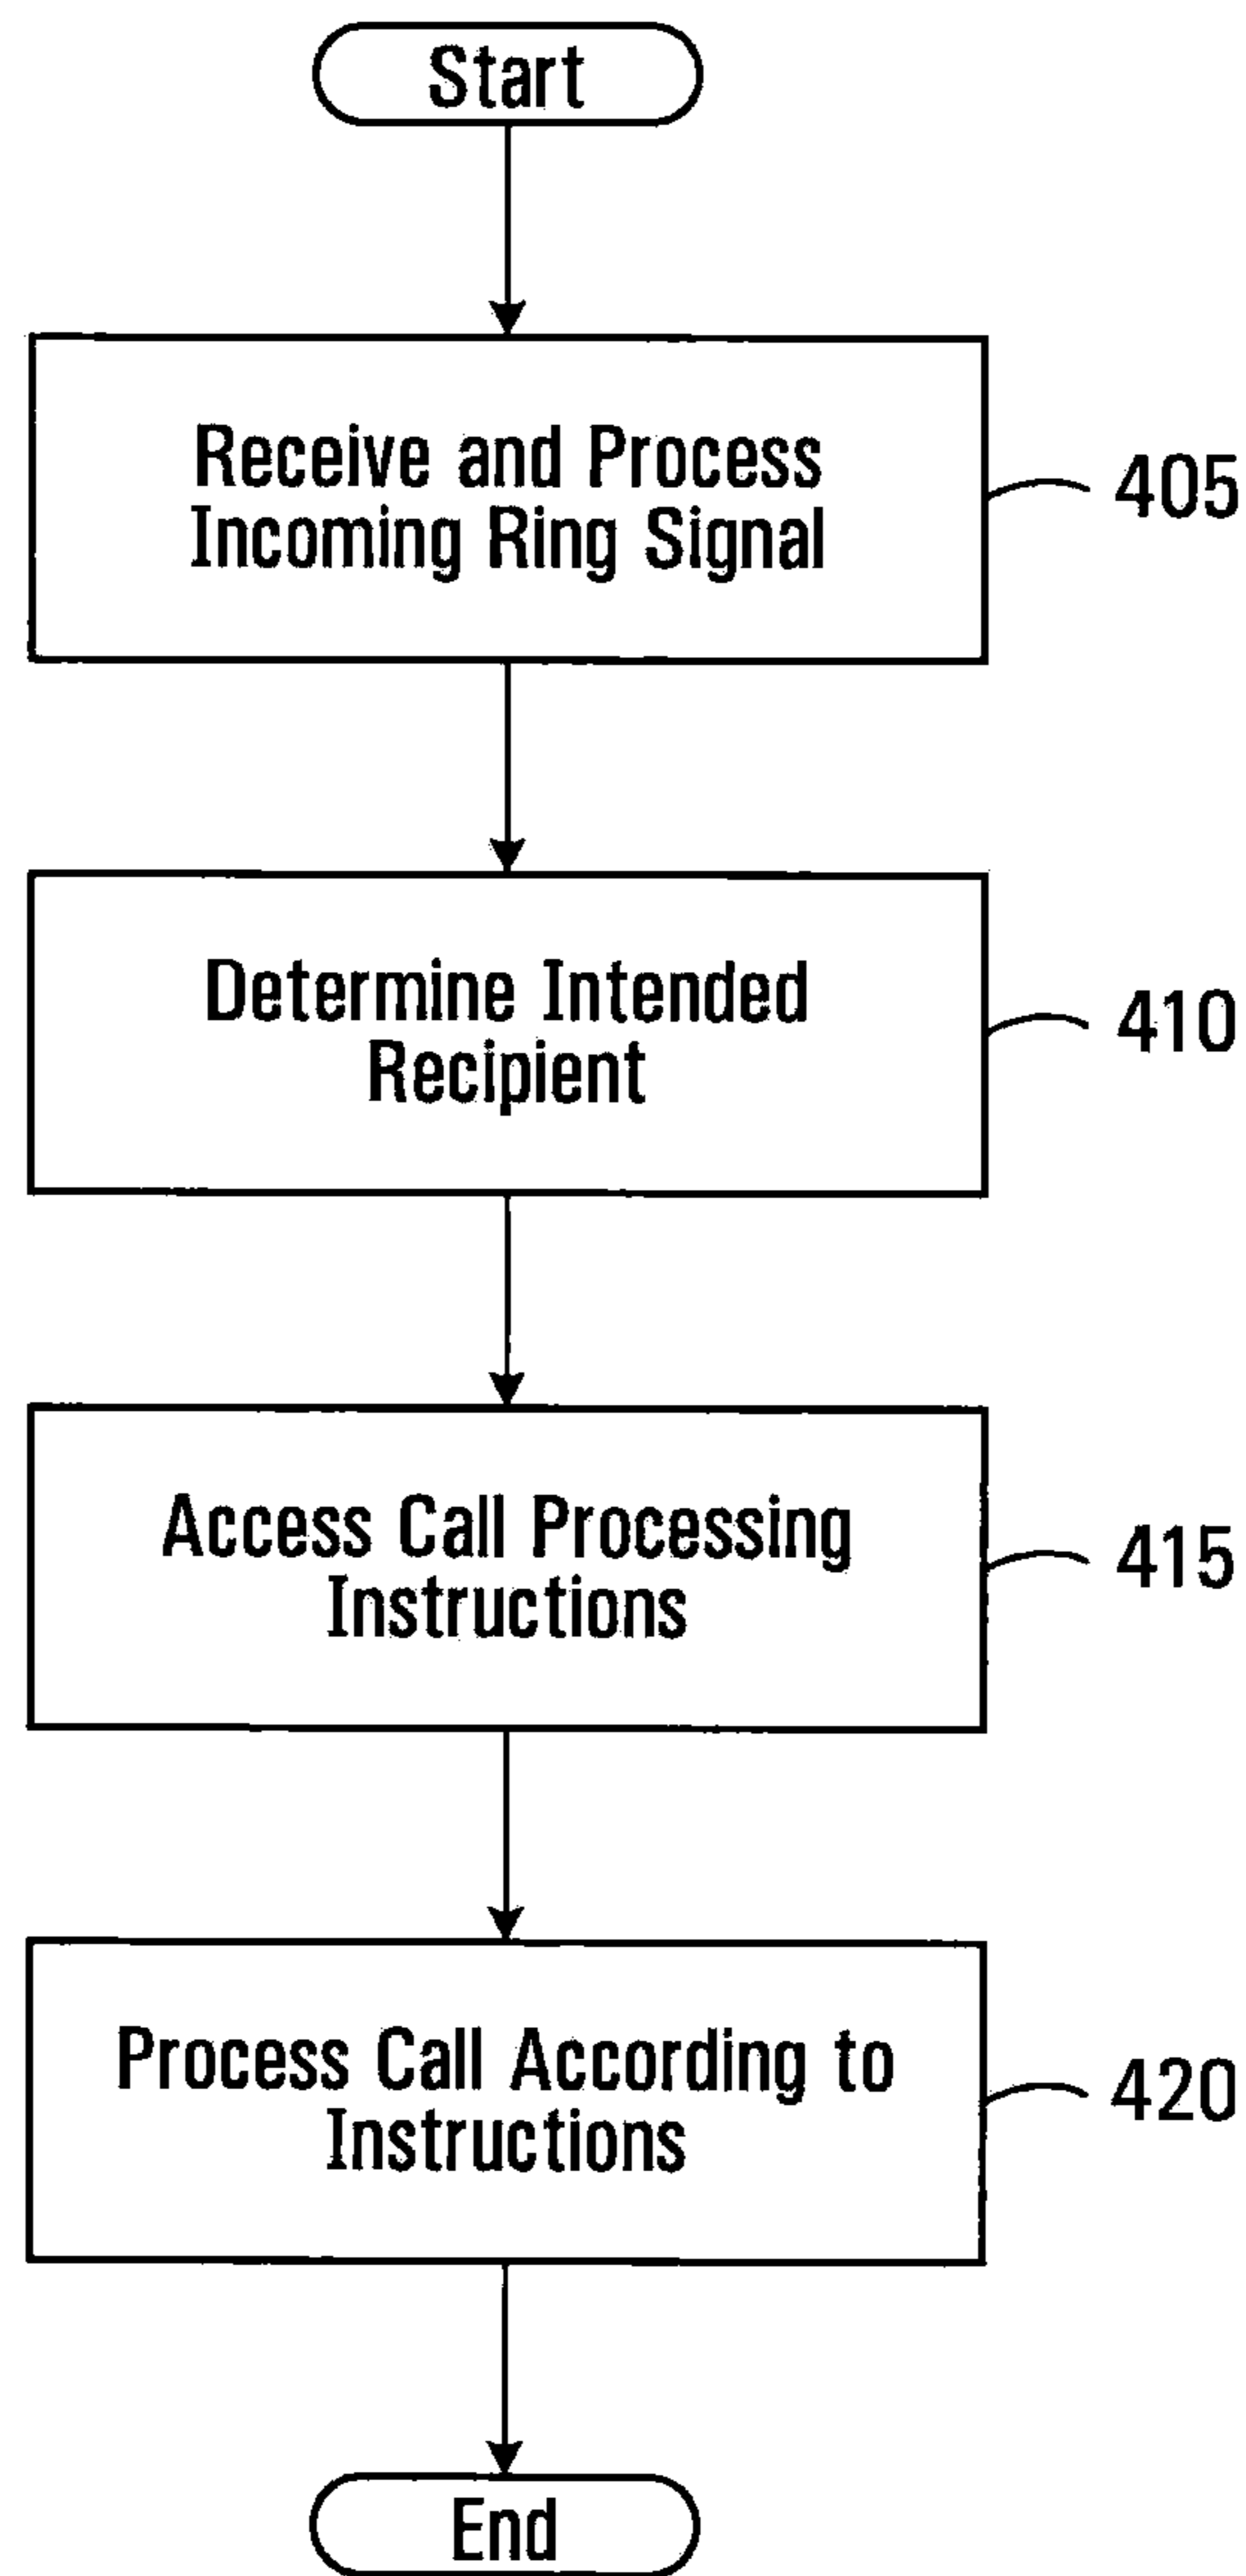 Start
Receive and Process
Incoming Ring Signal
405
Determine Intended
Recipient
410
Access Call Processing
Instructions
415
Process Call According to
Instructions
420
End